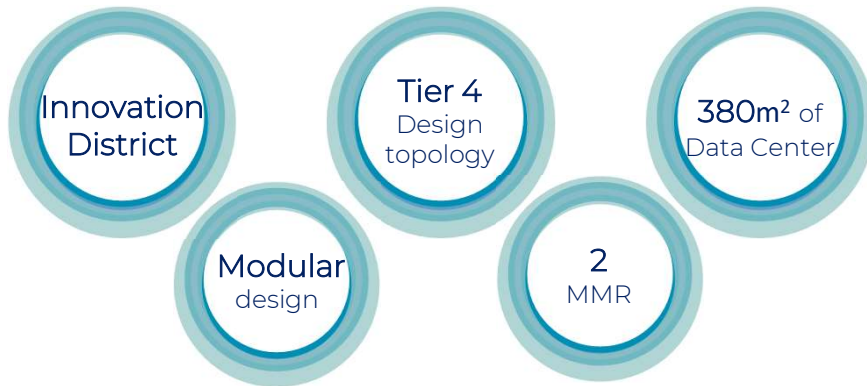 Innovation
District
Tier 4
Design
topology
380m² of
Data Center
Modular
design
2
MMR